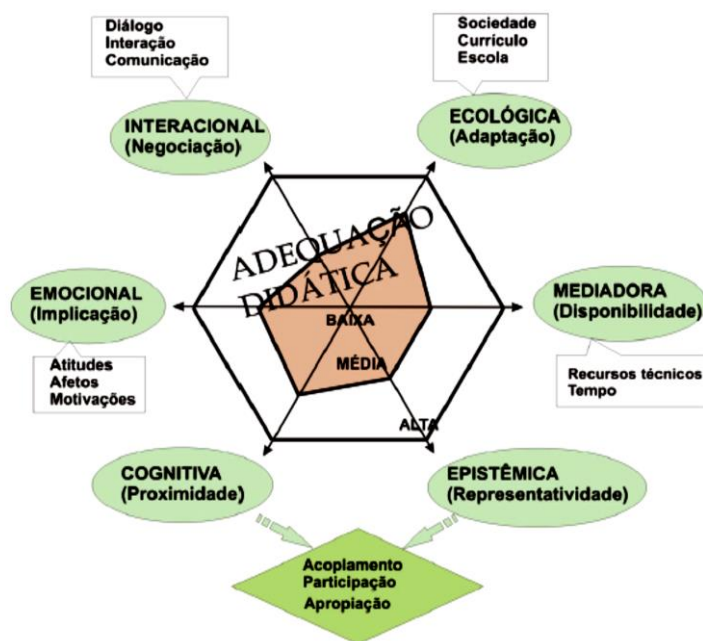 Diálogo
Interação
Comunicação
Sociedade
Currículo
Escola
INTERACIONAL
(Negociação)
ECOLÓGICA
(Adaptação)
ADEQUAÇÃO
DIDÁTICA
EMOCIONAL
(Implicação)
MEDIADORA
(Disponibilidade)
BAIXA
MÉDIA
ALTA
Atitudes
Afetos
Motivações
Recursos técnicos
Tempo
COGNITIVA
(Proximidade)
EPISTÊMICA
(Representatividade)
Acoplamento
Participação
Apropiação